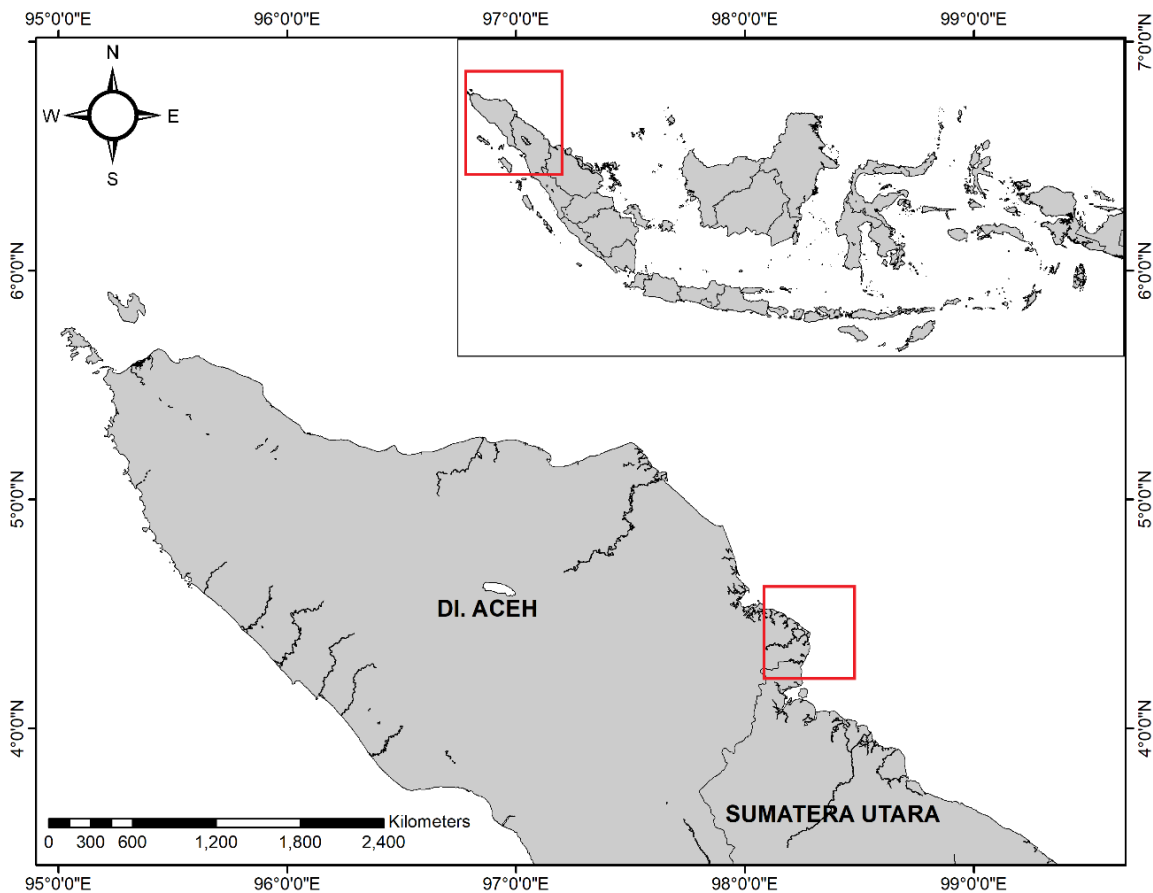 95°0'0"E 96°0'0"E 97°0'0"E 98°0'0"E 99°0'0"E
7°0'0"N
N
W E
S
6°0'0"N 6°0'0"N
5°0'0"N 5°0'0"N
DI. ACEH
4°0'0"N 4°0'0"N
SUMATERA UTARA
Kilometers
0 300 600 1,200 1,800 2,400
95°0'0"E 96°0'0"E 97°0'0"E 98°0'0"E 99°0'0"E